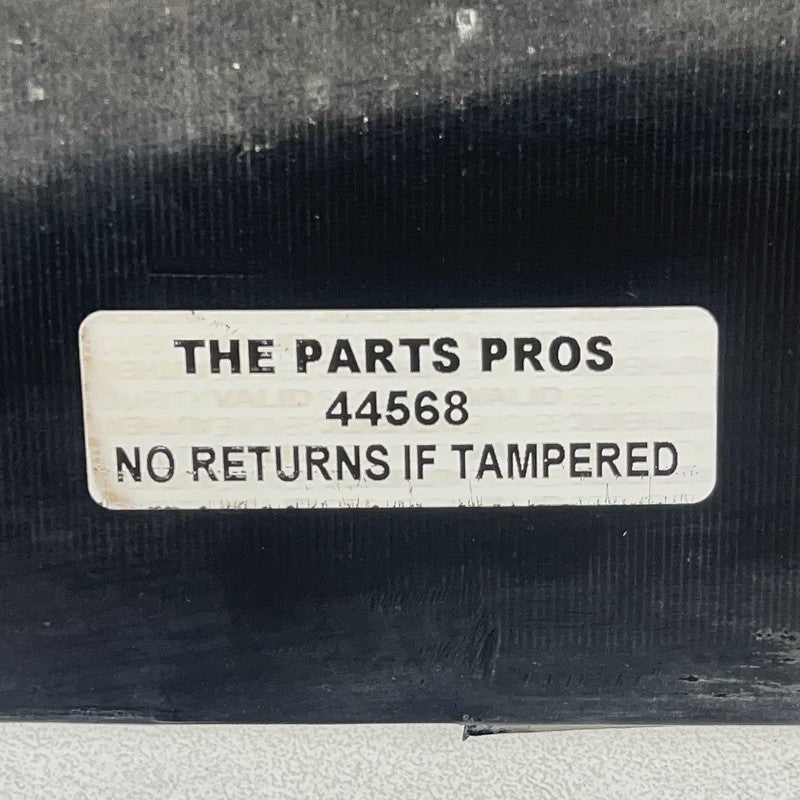 THE PARTS PROS
44568
NO RETURNS IF TAMPERED